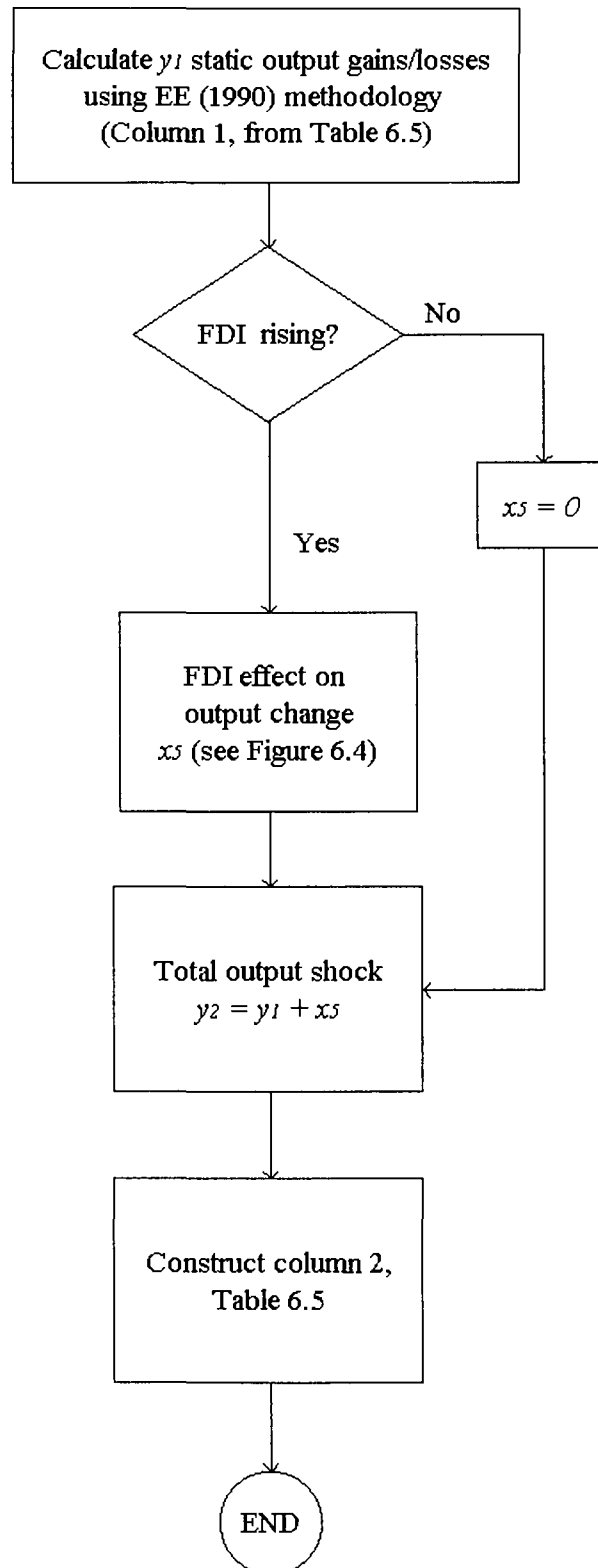 Calculate y1 static output gains/losses
using EE (1990) methodology
(Column 1, from Table 6.5)
FDI rising?
No
x5 = 0
Yes
FDI effect on
output change
x5 (see Figure 6.4)
Total output shock
y2 = y1 + x5
Construct column 2,
Table 6.5
END